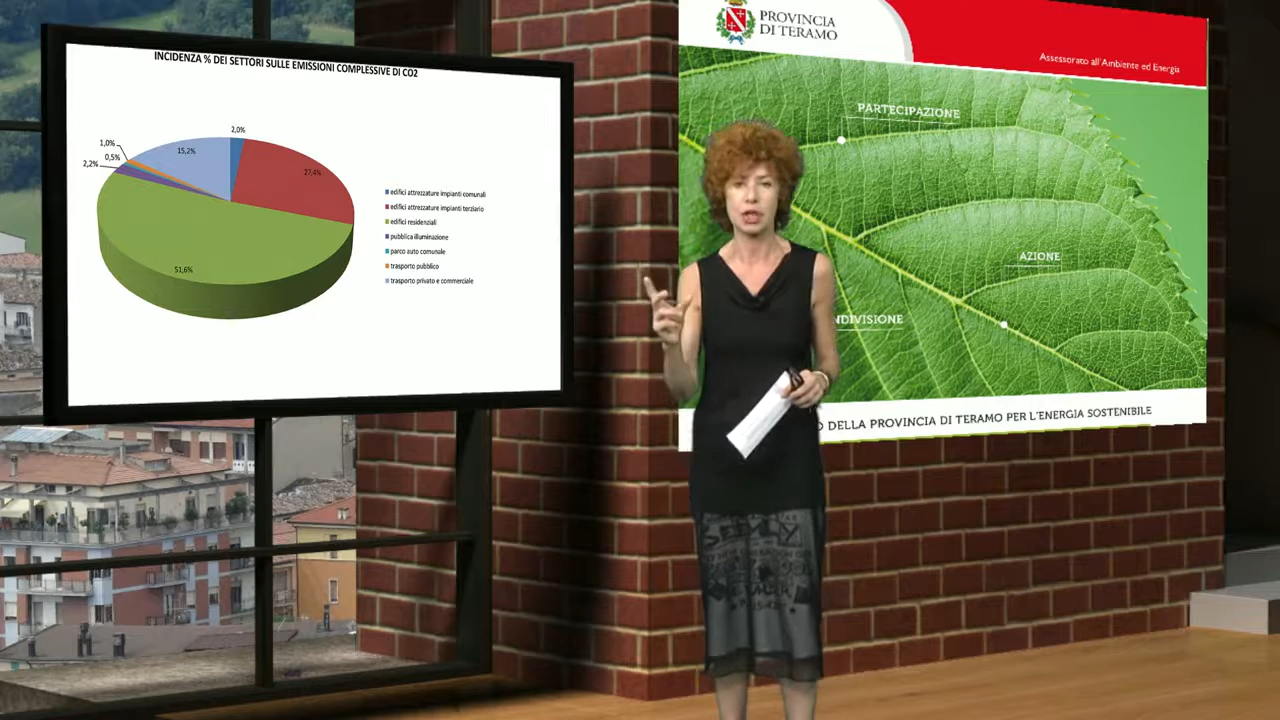 INCIDENZA % DEI SETTORI SULLE EMISSIONI COMPLESSIVE DI CO2
2,0%
27,4%
51,6%
2,2%
0,5%
1,0%
15,2%
edifici attrezzature impianti comunali
edifici attrezzature impianti terziario
edifici residenziali
pubblica illuminazione
parco auto comunale
trasporto pubblico
trasporto privato e commerciale
PROVINCIA
DI TERAMO
Assessorato all'Ambiente ed Energia
PARTECIPAZIONE
AZIONE
NDIVISIONE
O DELLA PROVINCIA DI TERAMO PER L'ENERGIA SOSTENIBILE